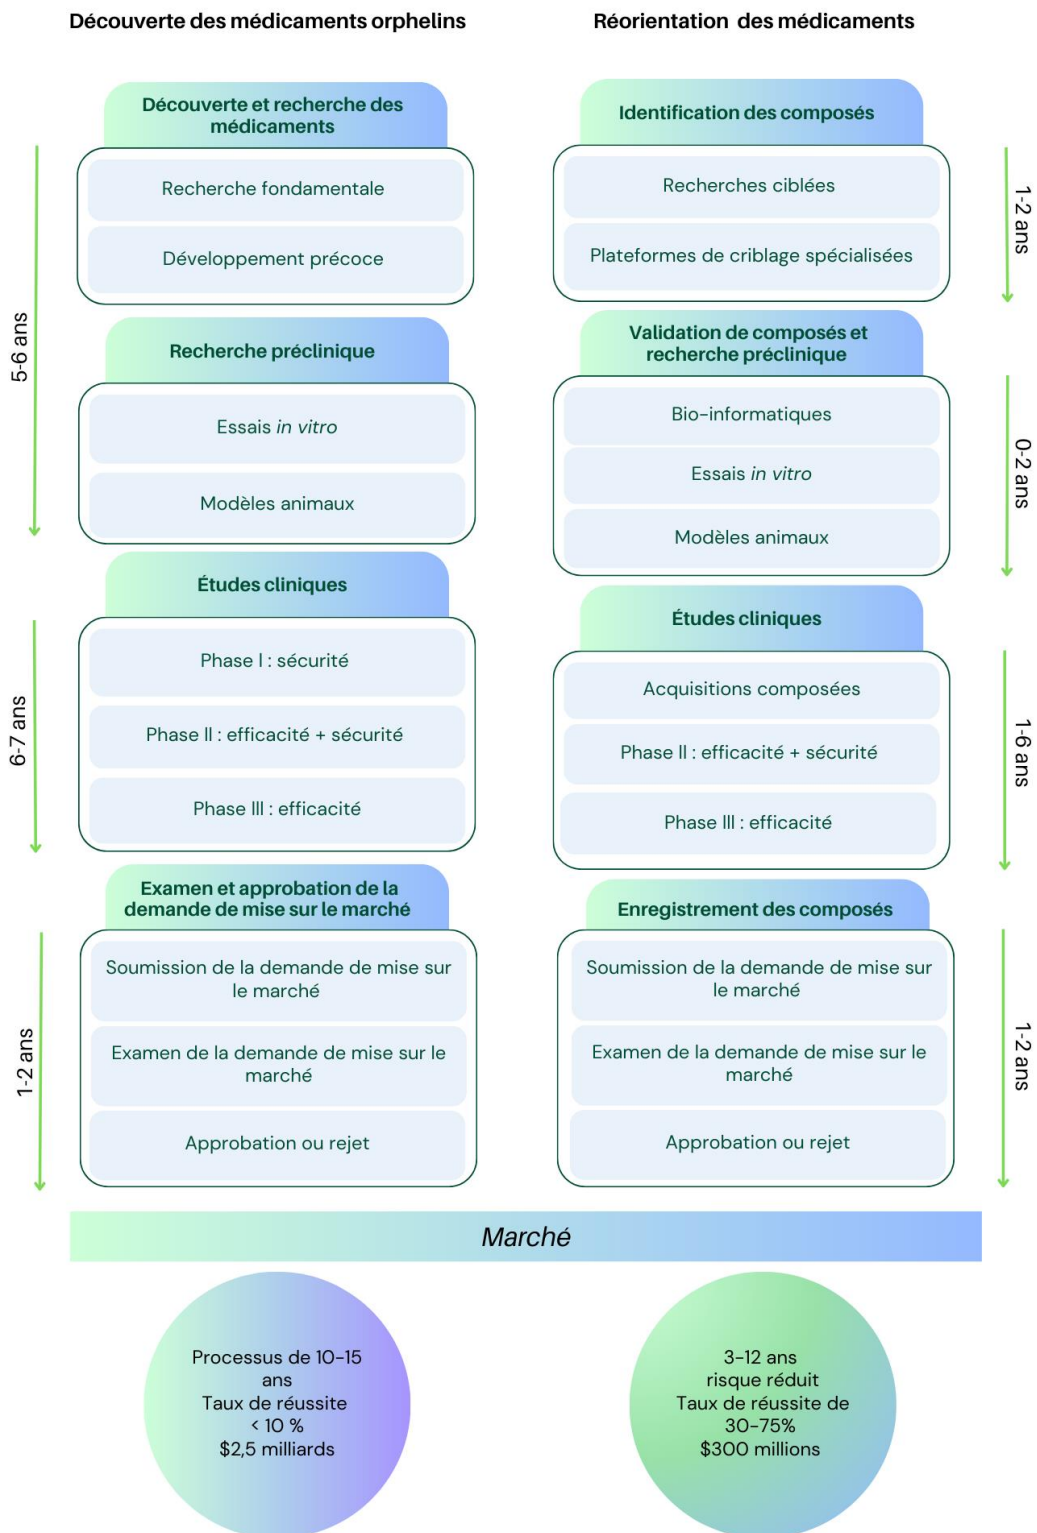 Découverte des médicaments orphelins
Découverte et recherche des
médicaments
Recherche fondamentale
Développement précoce
5-6 ans
Recherche préclinique
Essais in vitro
Modèles animaux
Études cliniques
Phase I : sécurité
Phase II : efficacité + sécurité
Phase III : efficacité
6-7 ans
Examen et approbation de la
demande de mise sur le marché
Soumission de la demande de mise sur
le marché
Examen de la demande de mise sur le
marché
Approbation ou rejet
1-2 ans
Réorientation des médicaments
Identification des composés
Recherches ciblées
Plateformes de criblage spécialisées
1-2 ans
Validation de composés et
recherche préclinique
Bio-informatiques
Essais in vitro
Modèles animaux
0-2 ans
Études cliniques
Acquisitions composées
Phase II : efficacité + sécurité
Phase III : efficacité
1-6 ans
Enregistrement des composés
Soumission de la demande de mise sur
le marché
Examen de la demande de mise sur le
marché
Approbation ou rejet
1-2 ans
Marché
Processus de 10-15
ans
Taux de réussite
< 10 %
$2,5 milliards
3-12 ans
risque réduit
Taux de réussite de
30-75%
$300 millions